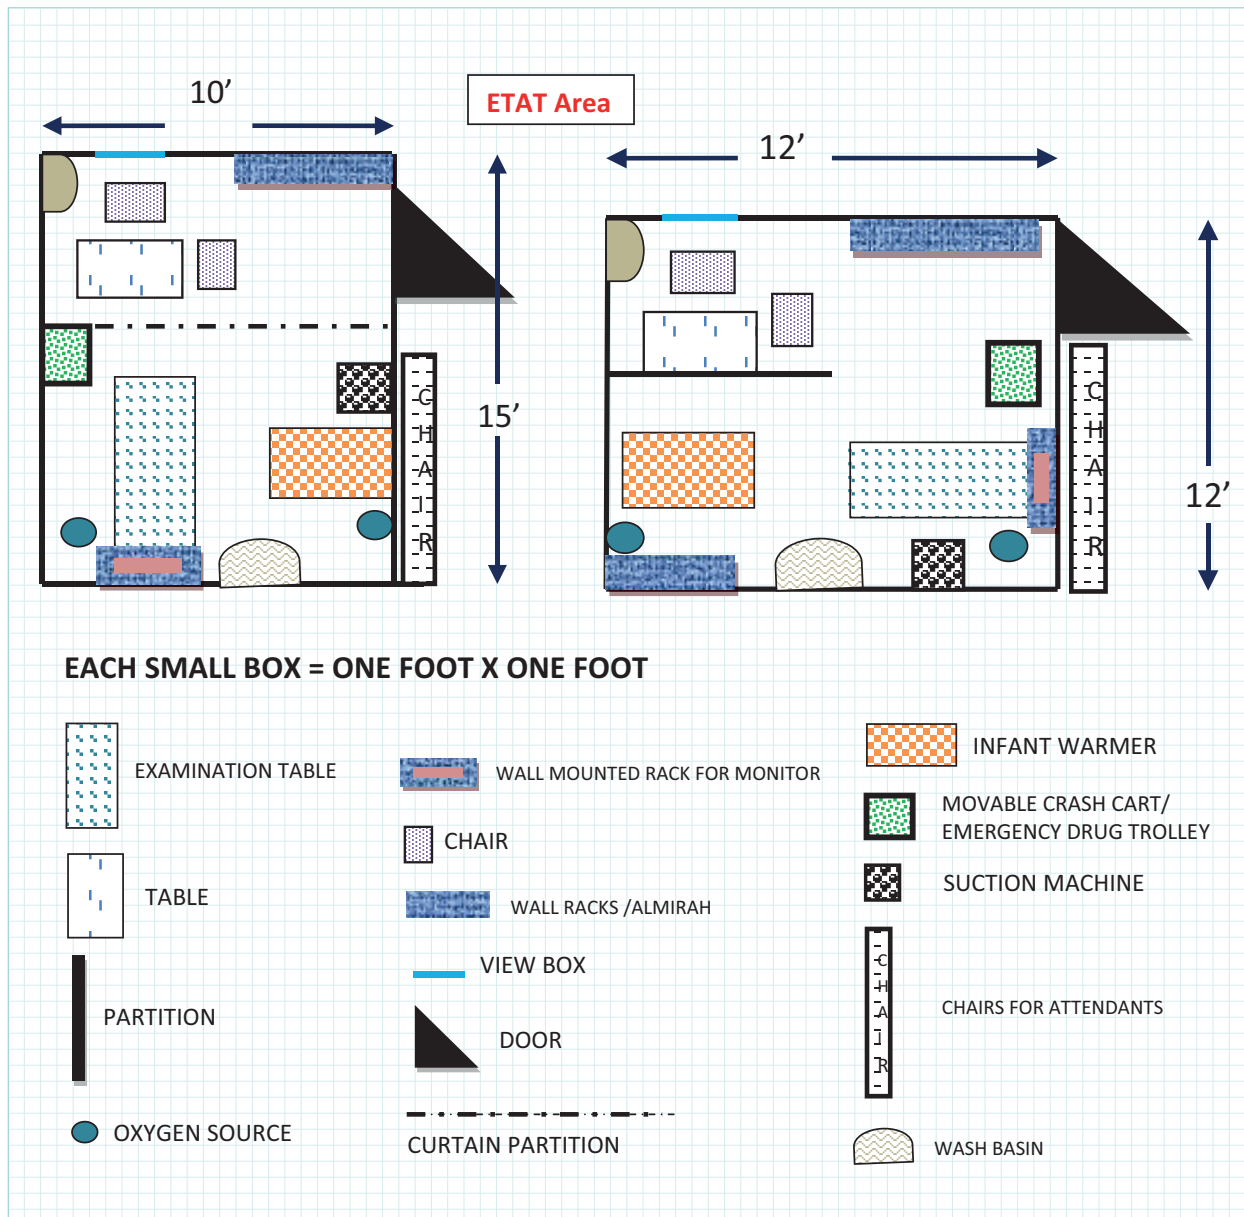 10’
ETAT Area
12’
15’
12’
CHAIR
CHAIR
EACH SMALL BOX = ONE FOOT X ONE FOOT
EXAMINATION TABLE
TABLE
PARTITION
OXYGEN SOURCE
WALL MOUNTED RACK FOR MONITOR
CHAIR
WALL RACKS /ALMIRAH
VIEW BOX
DOOR
CURTAIN PARTITION
INFANT WARMER
MOVABLE CRASH CART/
EMERGENCY DRUG TROLLEY
SUCTION MACHINE
CHAIR
CHAIRS FOR ATTENDANTS
WASH BASIN